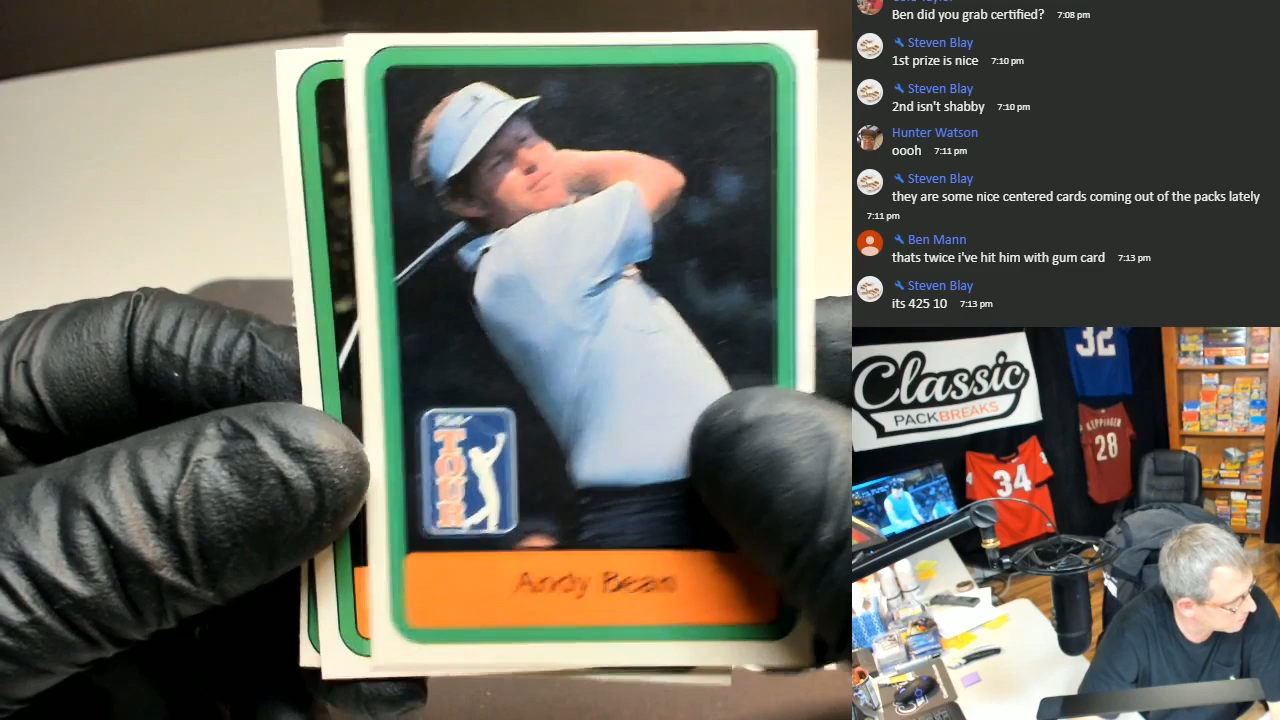 Ben did you grab certified? 7:08 pm
Steven Blay
1st prize is nice 7:10 pm
Steven Blay
2nd isn't shabby 7:10 pm
Hunter Watson
oooh 7:11 pm
Steven Blay
they are some nice centered cards coming out of the packs lately
7:11 pm
Ben Mann
thats twice i've hit him with gum card 7:13 pm
Steven Blay
its 425 10 7:13 pm
TOUR
Andy Bean
32
Classic
PACKBREAKS
KEPPINGER
28
34